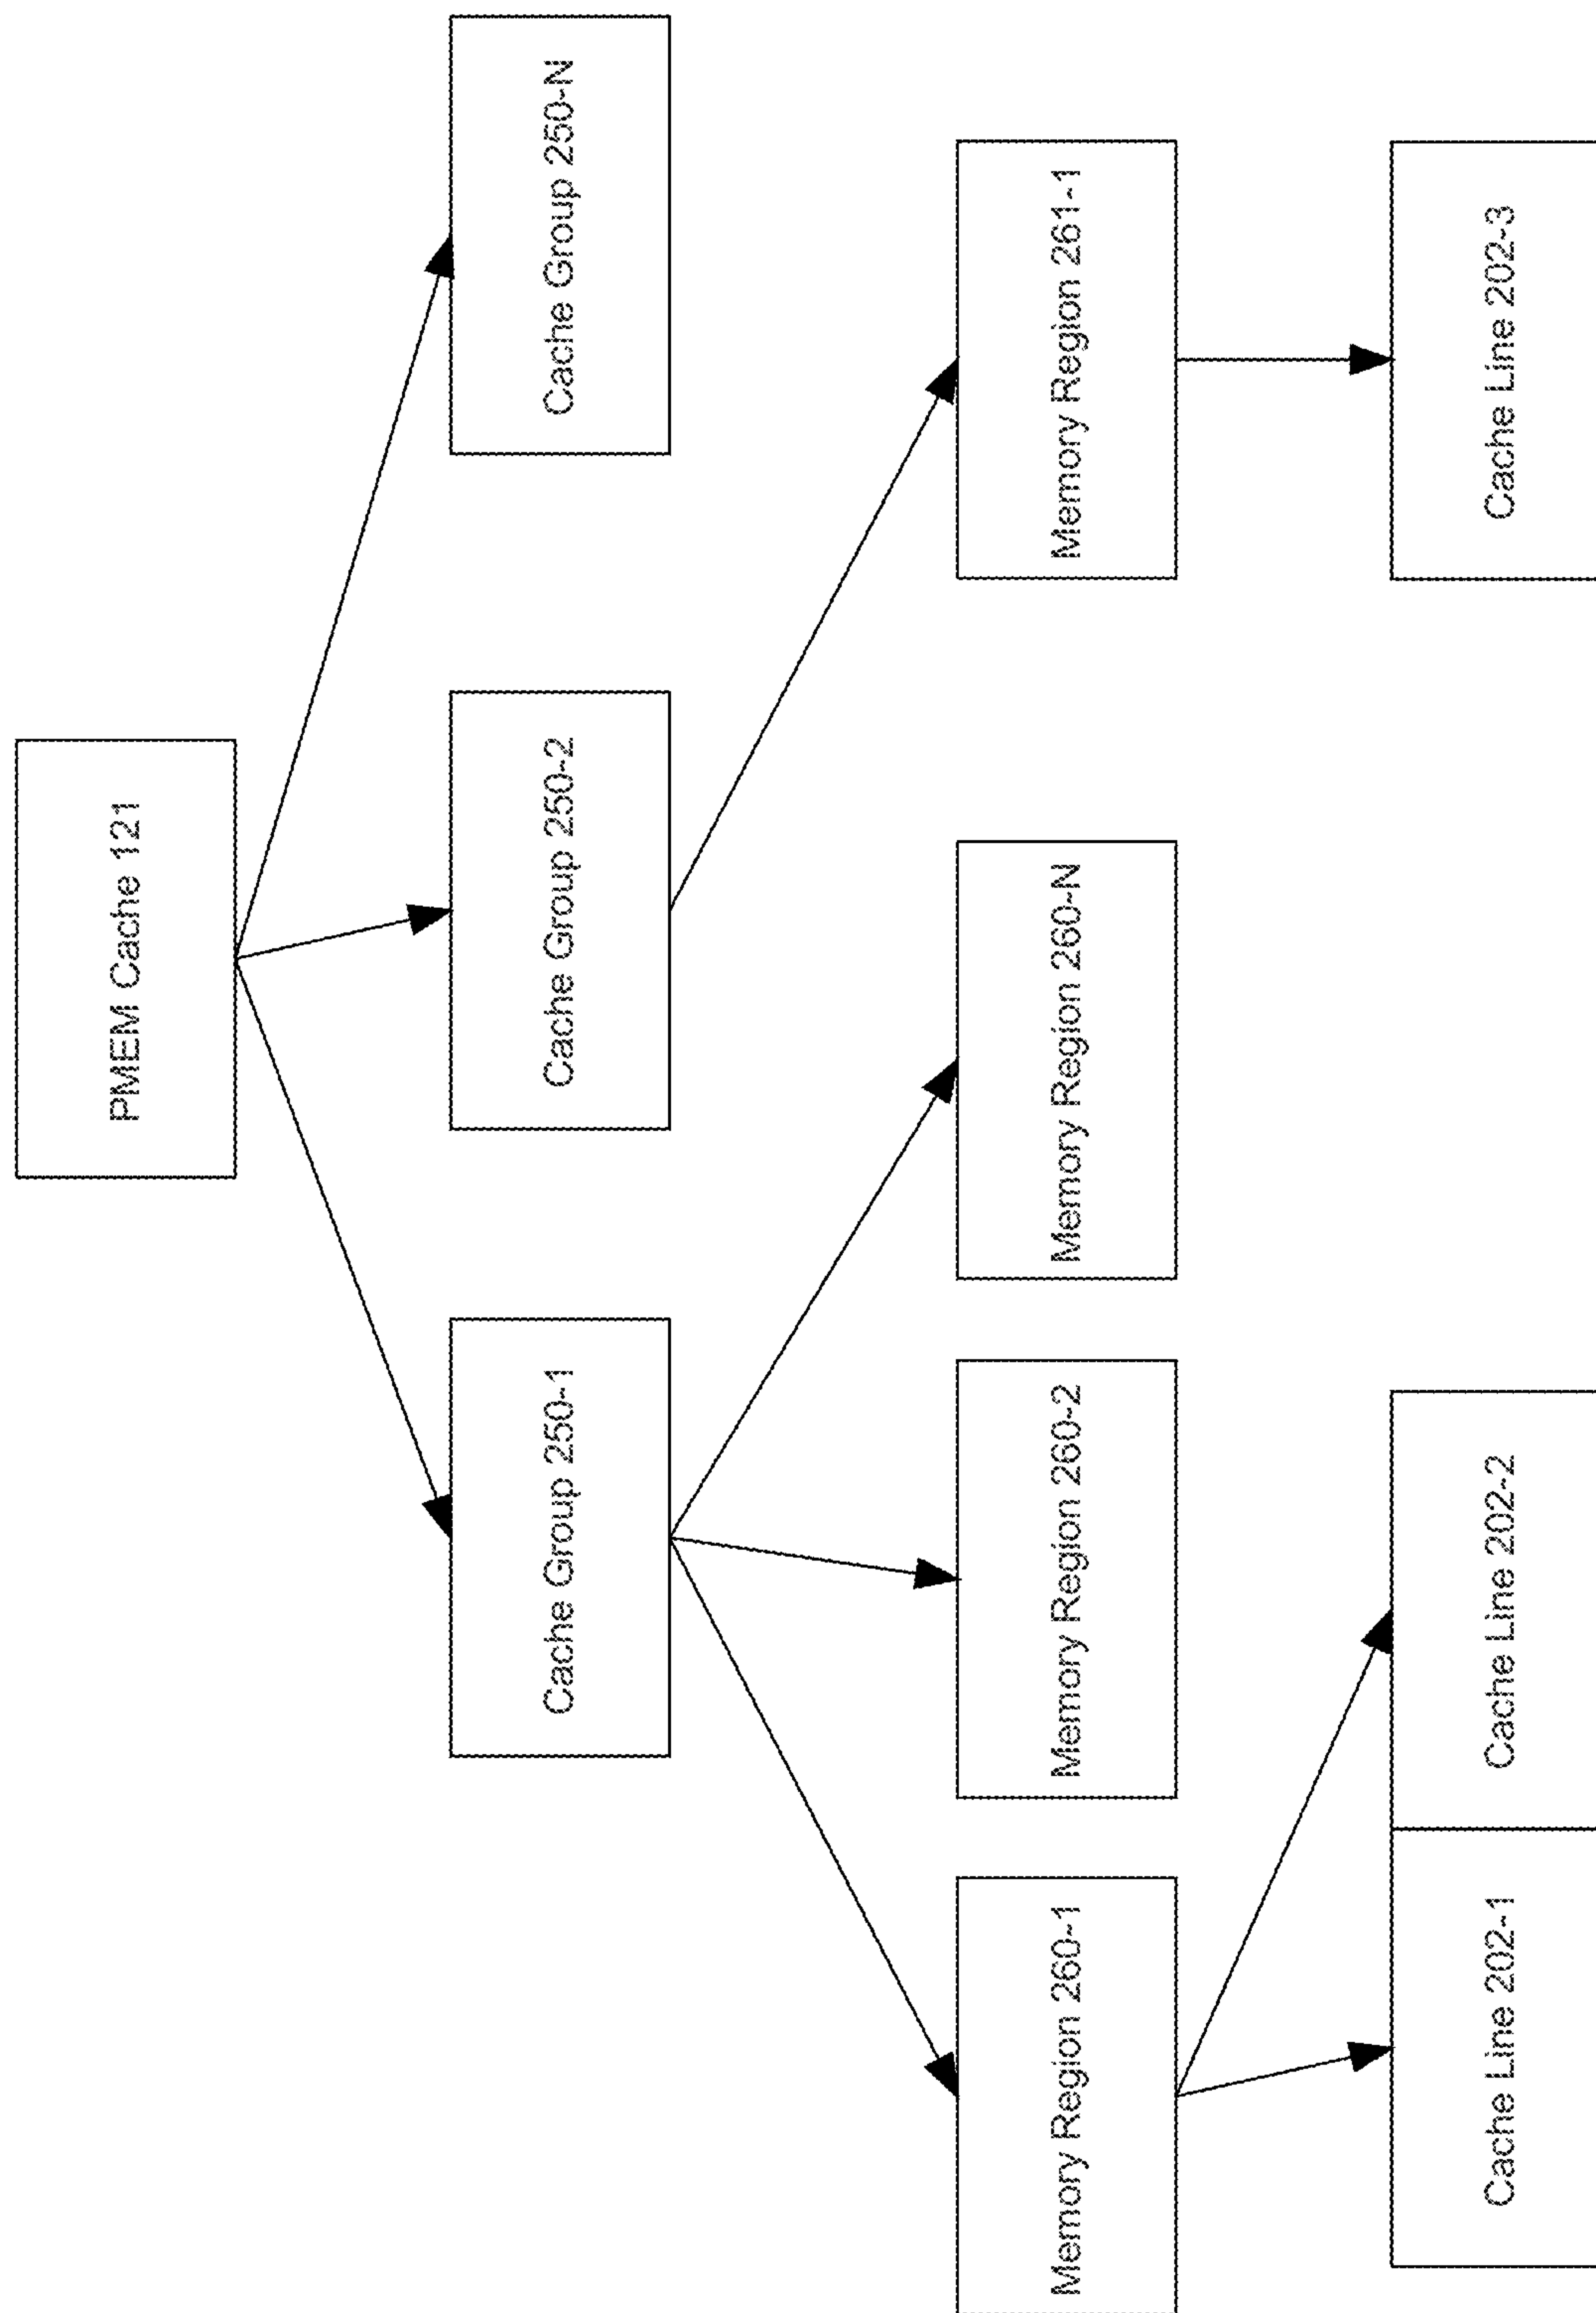 PMEM Cache 121
Cache Group 250-1
Cache Group 250-2
Cache Group 250-N
Memory Region 260-1
Memory Region 260-2
Memory Region 260-N
Memory Region 261-1
Cache Line 202-1
Cache Line 202-2
Cache Line 202-3